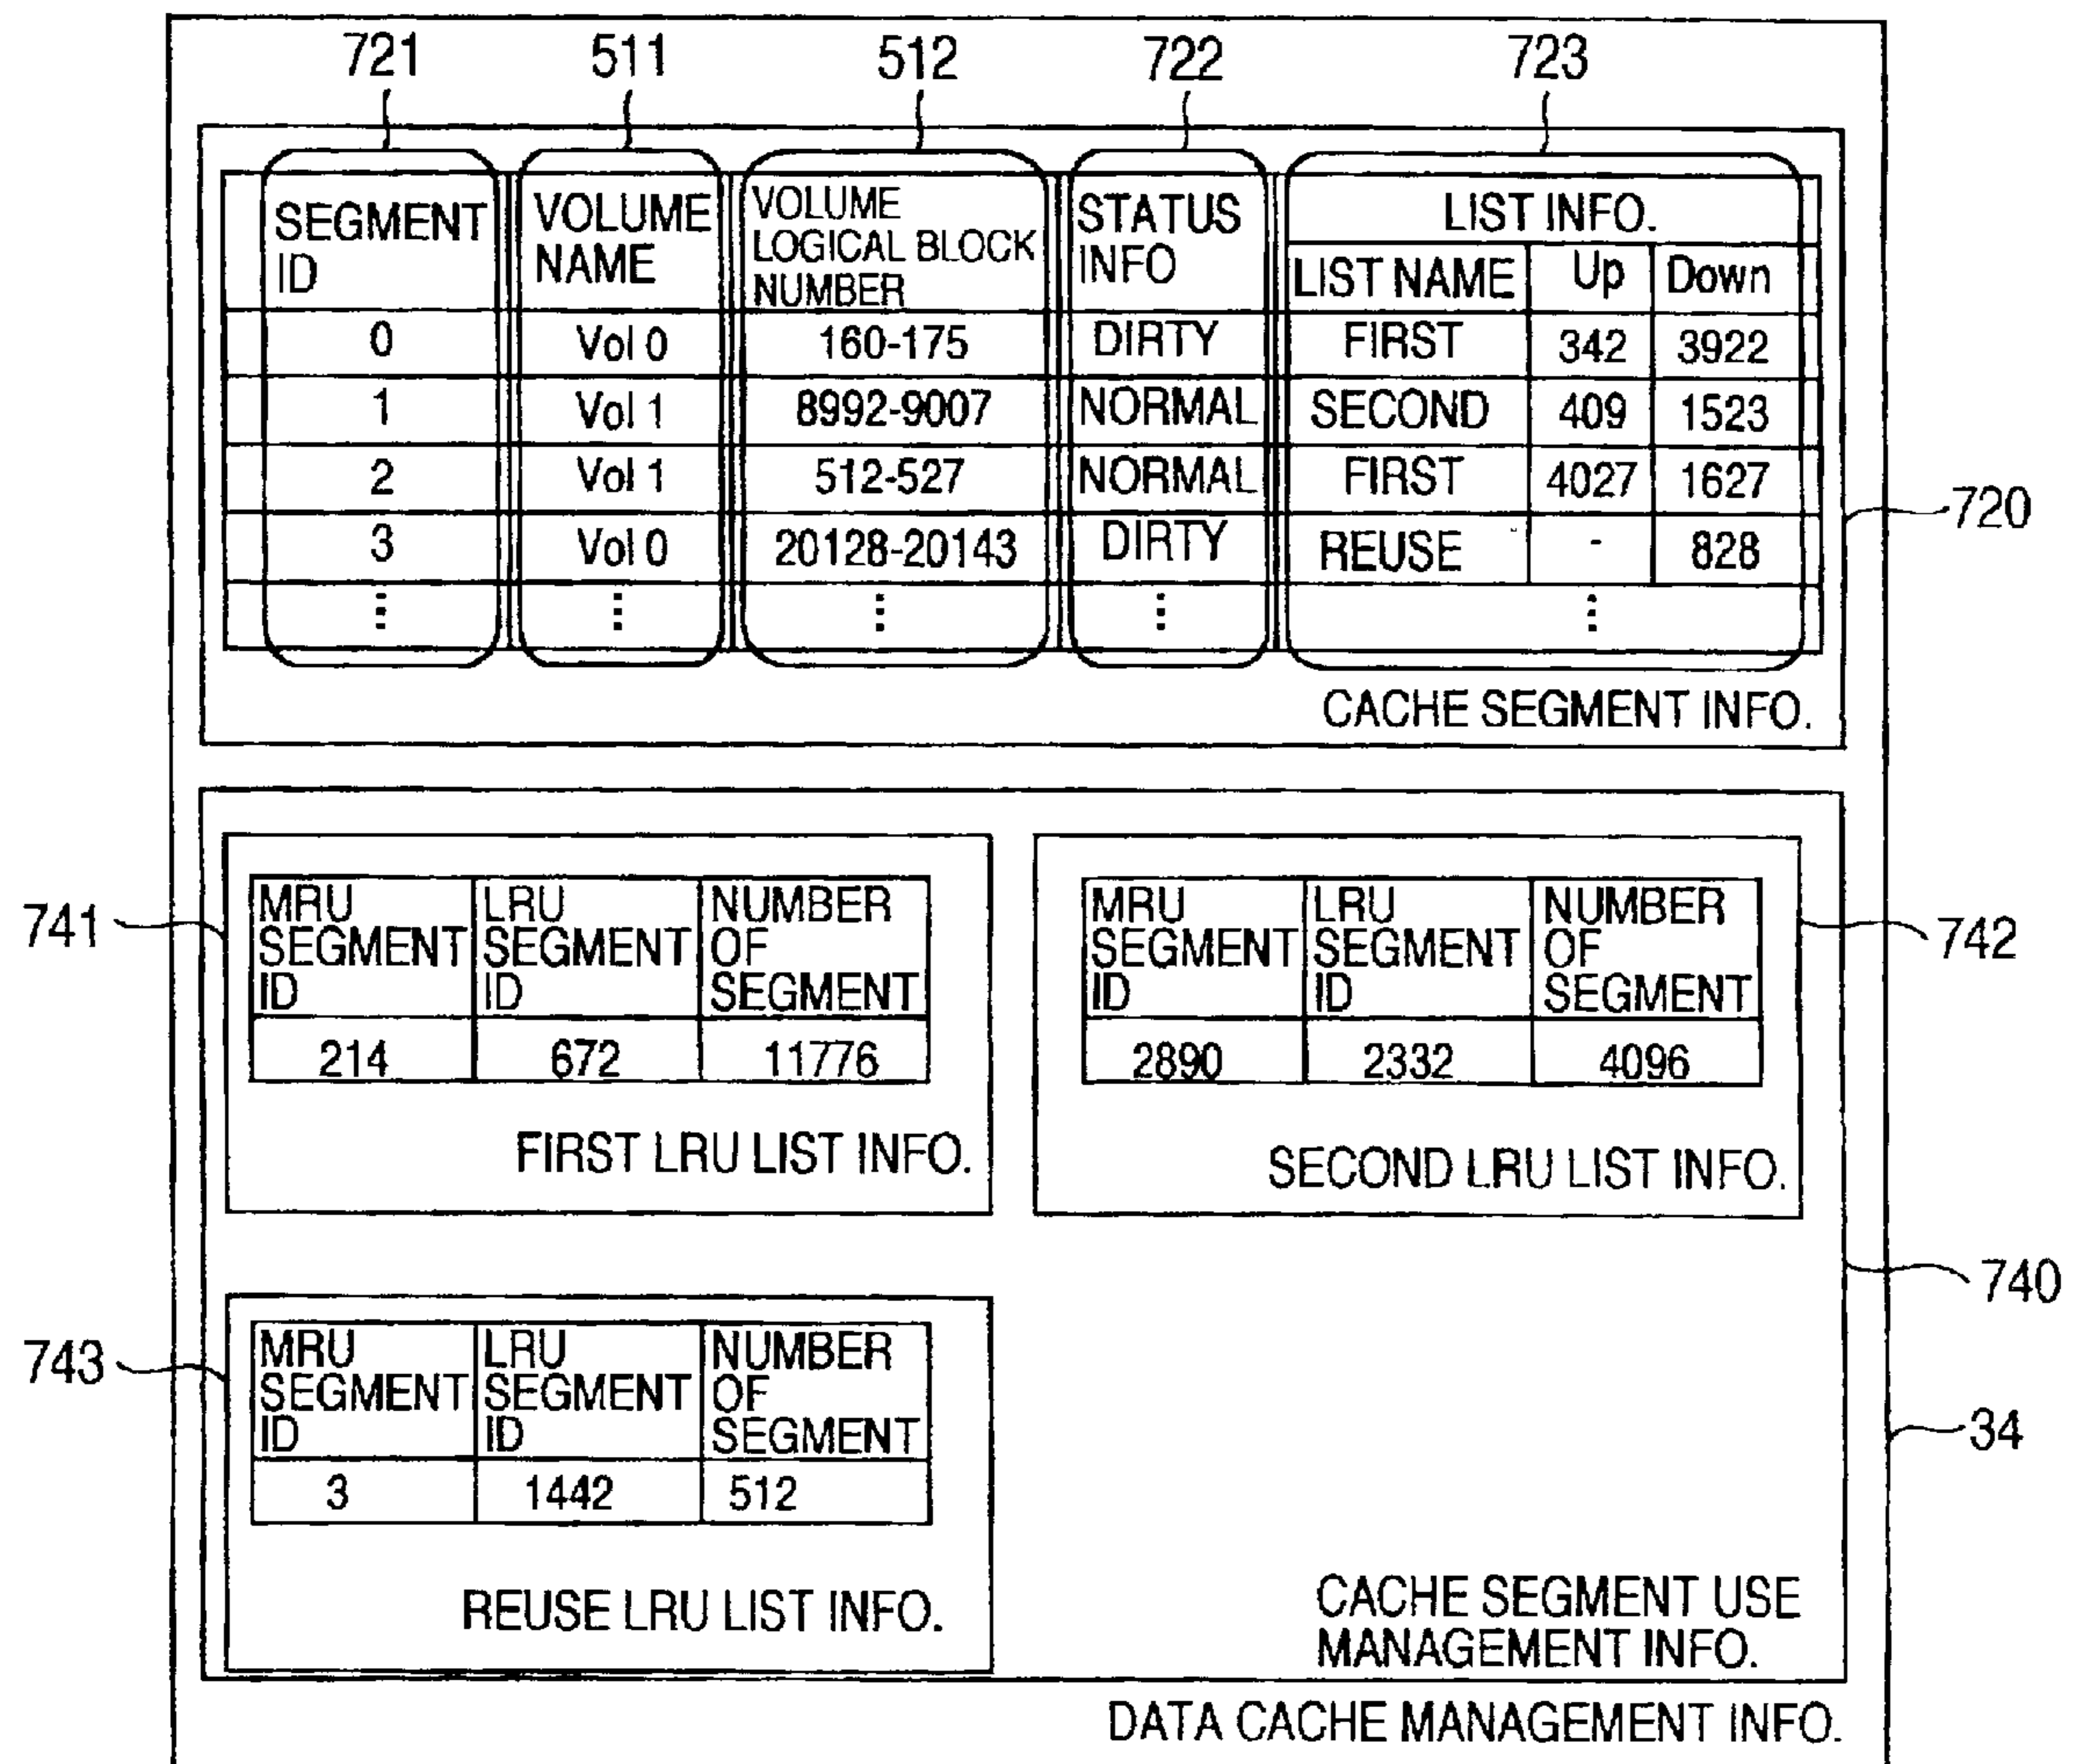 721 511 512 722 723
SEGMENT ID VOLUME NAME VOLUME LOGICAL BLOCK NUMBER STATUS INFO LIST INFO.
LIST NAME Up Down
0 Vol 0 160-175 DIRTY FIRST 342 3922
1 Vol 1 8992-9007 NORMAL SECOND 409 1523
2 Vol 1 512-527 NORMAL FIRST 4027 1627
3 Vol 0 20128-20143 DIRTY REUSE - 828
720
CACHE SEGMENT INFO.
741
MRU SEGMENT ID LRU SEGMENT ID NUMBER OF SEGMENT
214 672 11776
FIRST LRU LIST INFO.
742
MRU SEGMENT ID LRU SEGMENT ID NUMBER OF SEGMENT
2890 2332 4096
SECOND LRU LIST INFO.
740
743
MRU SEGMENT ID LRU SEGMENT ID NUMBER OF SEGMENT
3 1442 512
REUSE LRU LIST INFO.
34
CACHE SEGMENT USE
MANAGEMENT INFO.
DATA CACHE MANAGEMENT INFO.